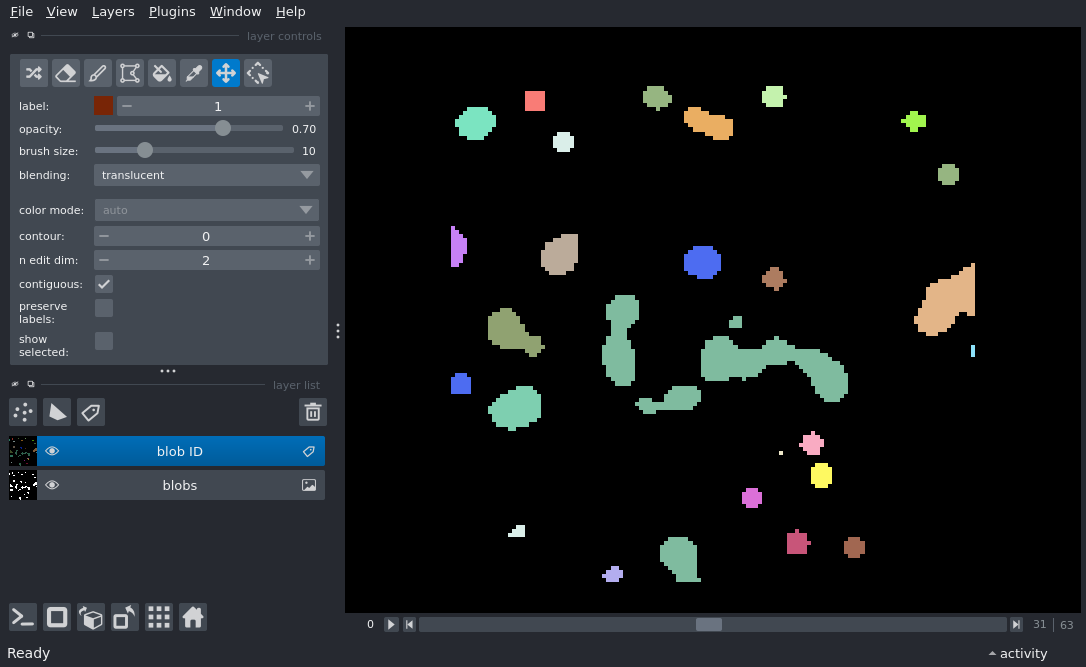 File View Layers Plugins Window Help
layer controls
label: 1
opacity: 0.70
brush size: 10
blending: translucent
color mode: auto
contour: 0
n edit dim: 2
contiguous:
preserve
labels:
show
selected:
layer list
blob ID
blobs
0 31 63
Ready activity